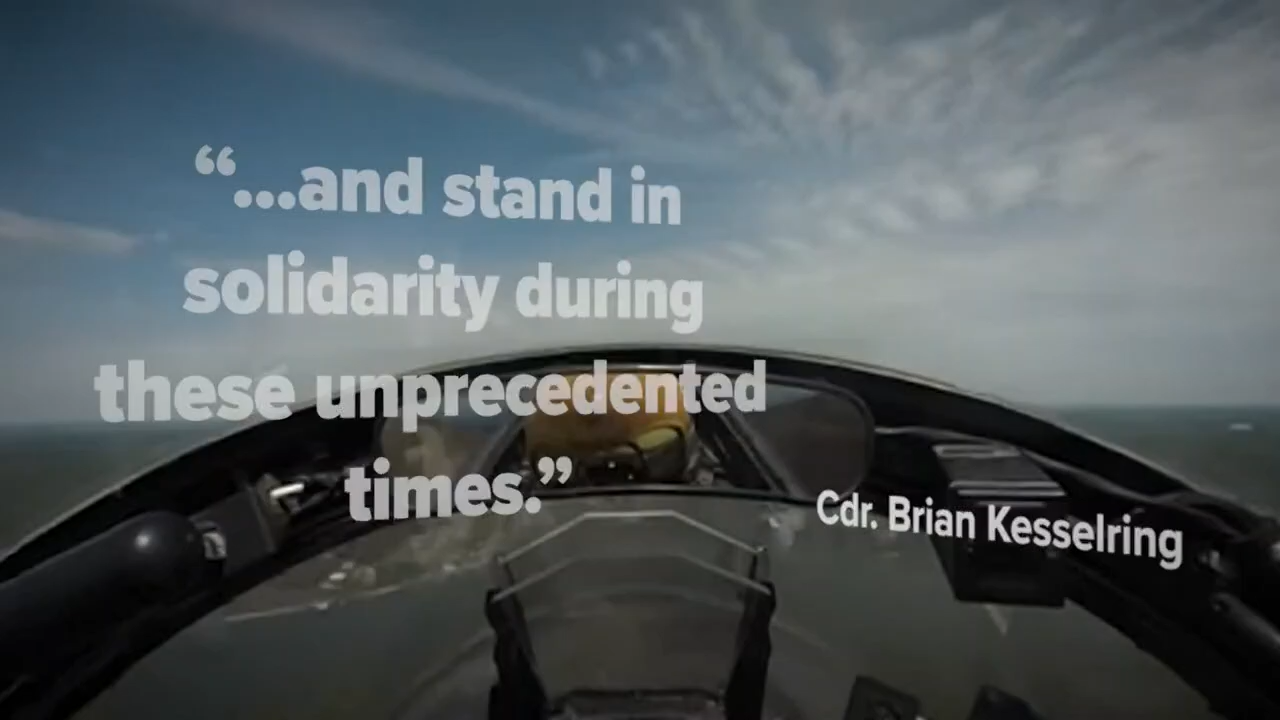 “...and stand in
solidarity during
these unprecedented
times.”
Cdr. Brian Kesselring